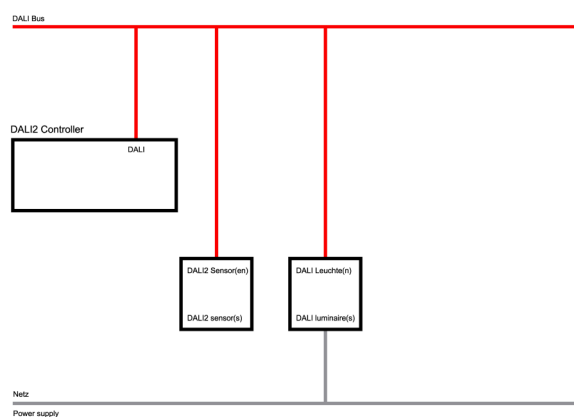 DALI Bus
DALI2 Controller
DALI
DALI2 Sensor(en)
DALI2 sensor(s)
DALI Leuchte(n)
DALI luminaire(s)
Netz
Power supply